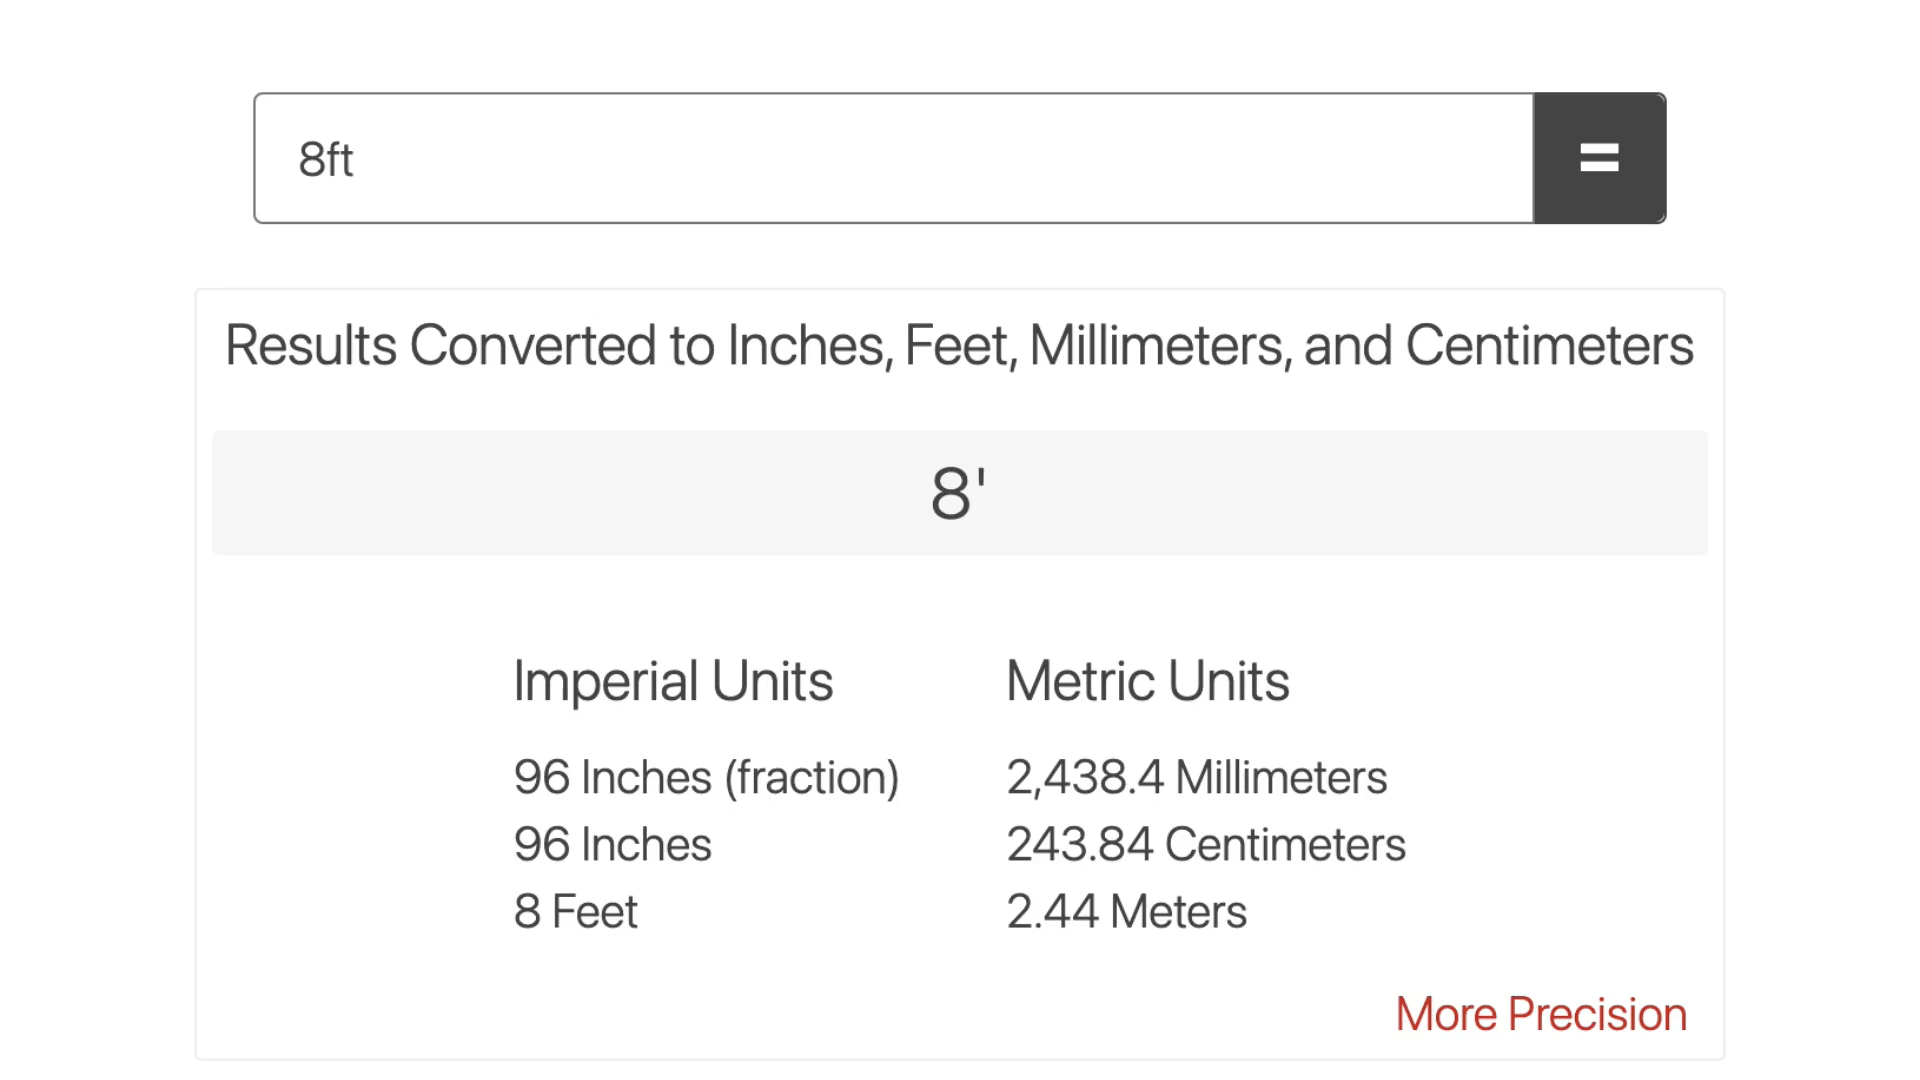 8ft
=
Results Converted to Inches, Feet, Millimeters, and Centimeters
8'
Imperial Units
96 Inches (fraction)
96 Inches
8 Feet
Metric Units
2,438.4 Millimeters
243.84 Centimeters
2.44 Meters
More Precision